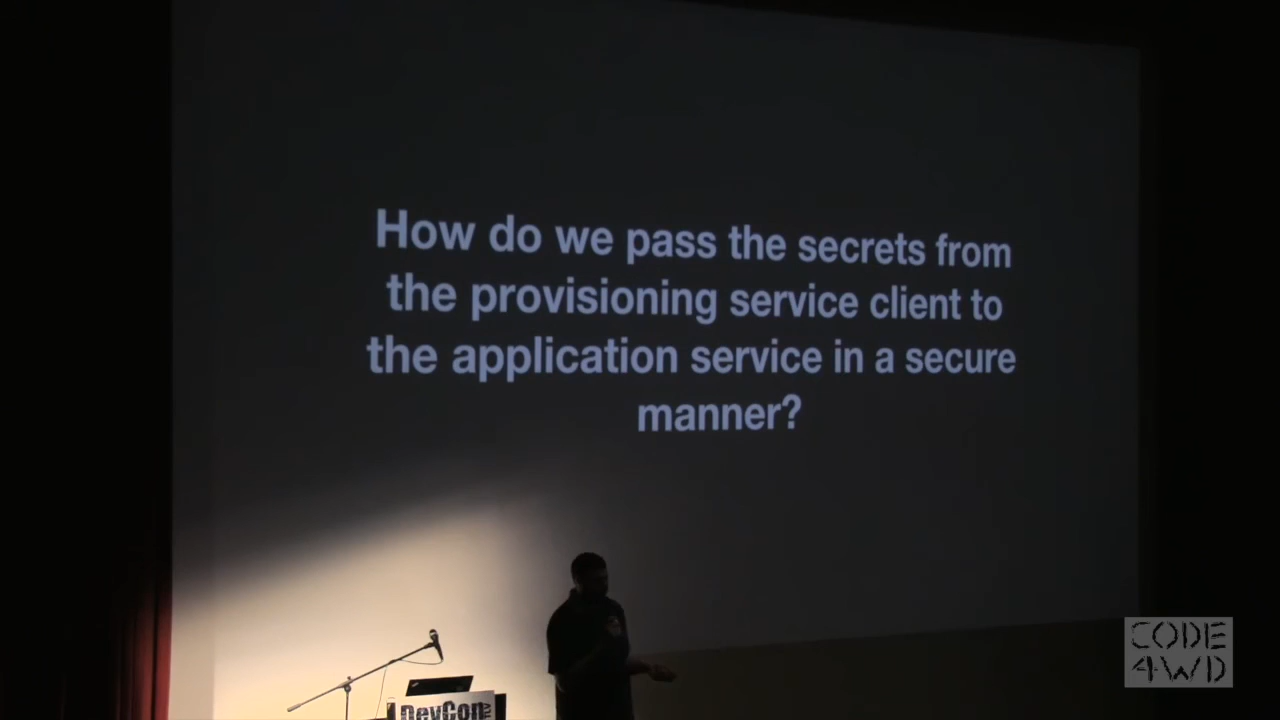 How do we pass the secrets from
the provisioning service client to
the application service in a secure
manner?
CODE
4WD
DevCon